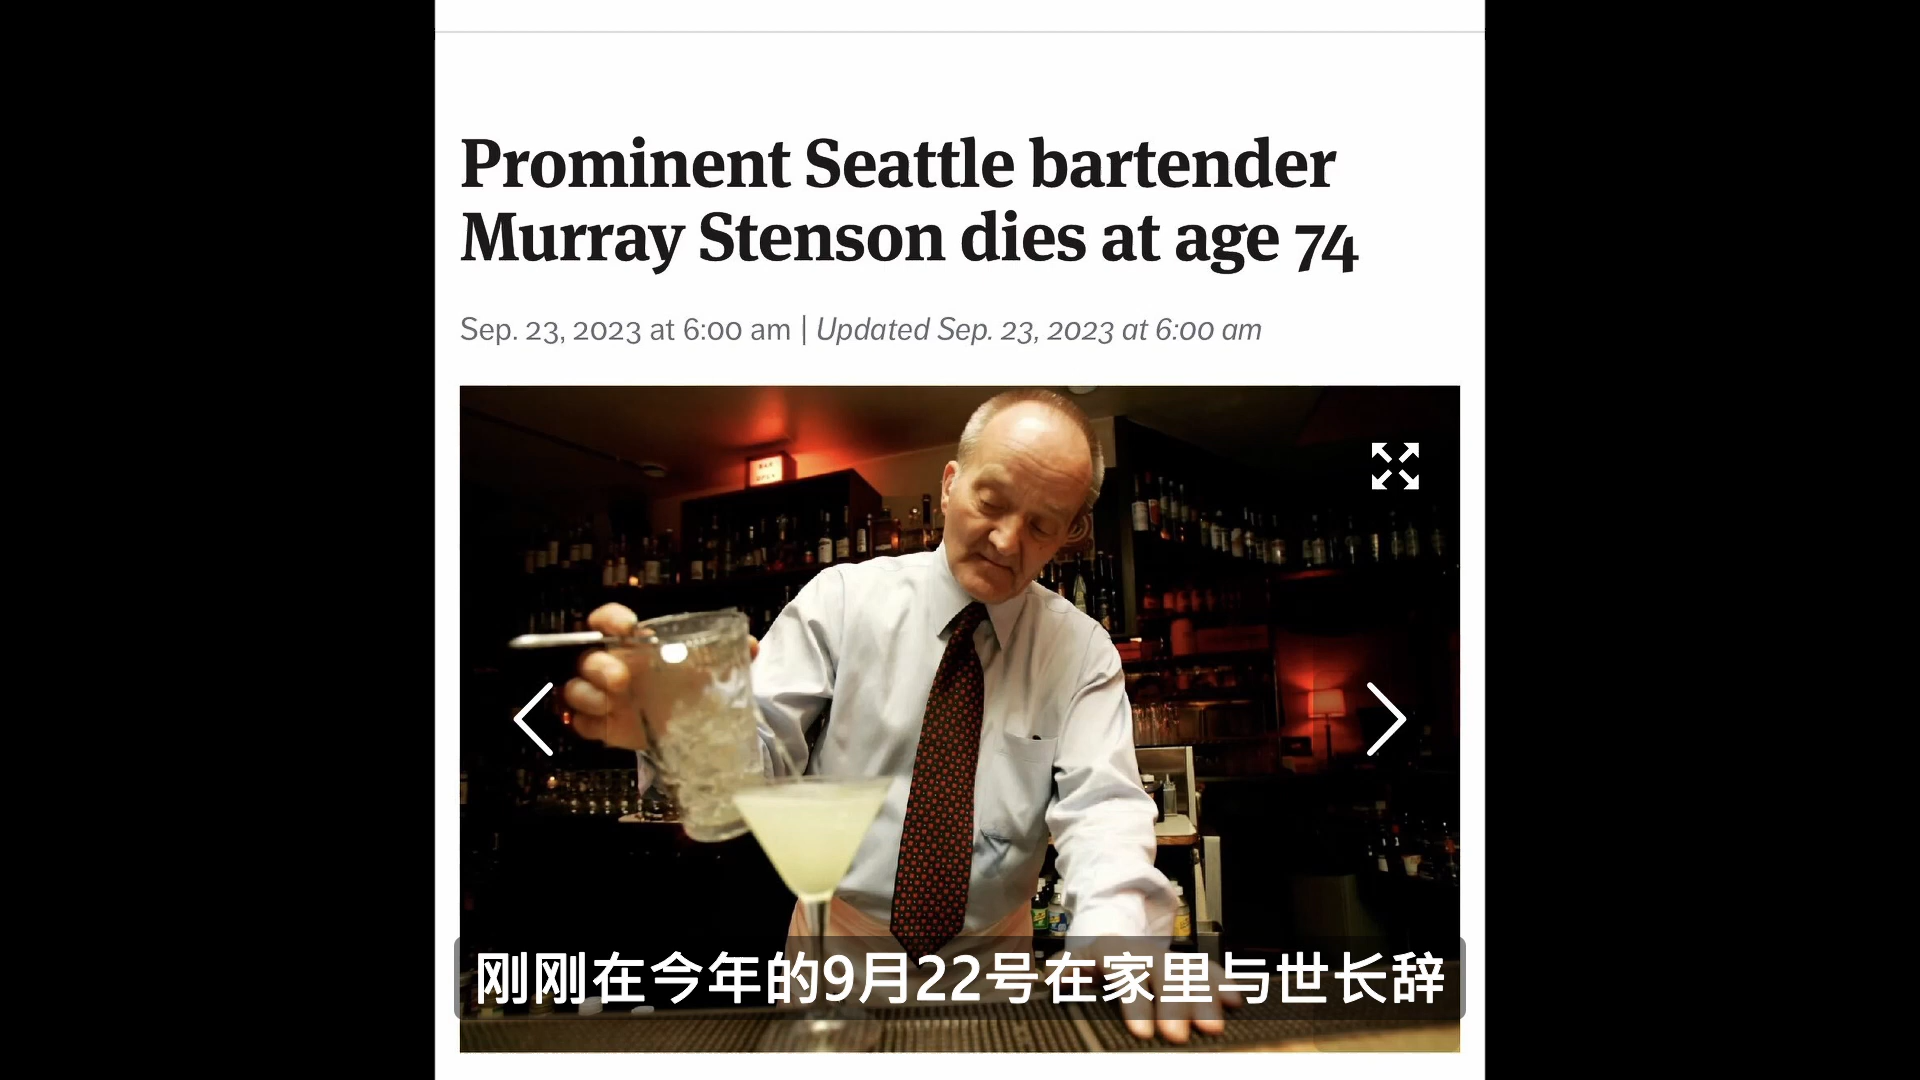 Prominent Seattle bartender
Murray Stenson dies at age 74
Sep. 23, 2023 at 6:00 am | Updated Sep. 23, 2023 at 6:00 am
BAR
OPEN
刚刚在今年的9月22号在家里与世长辞